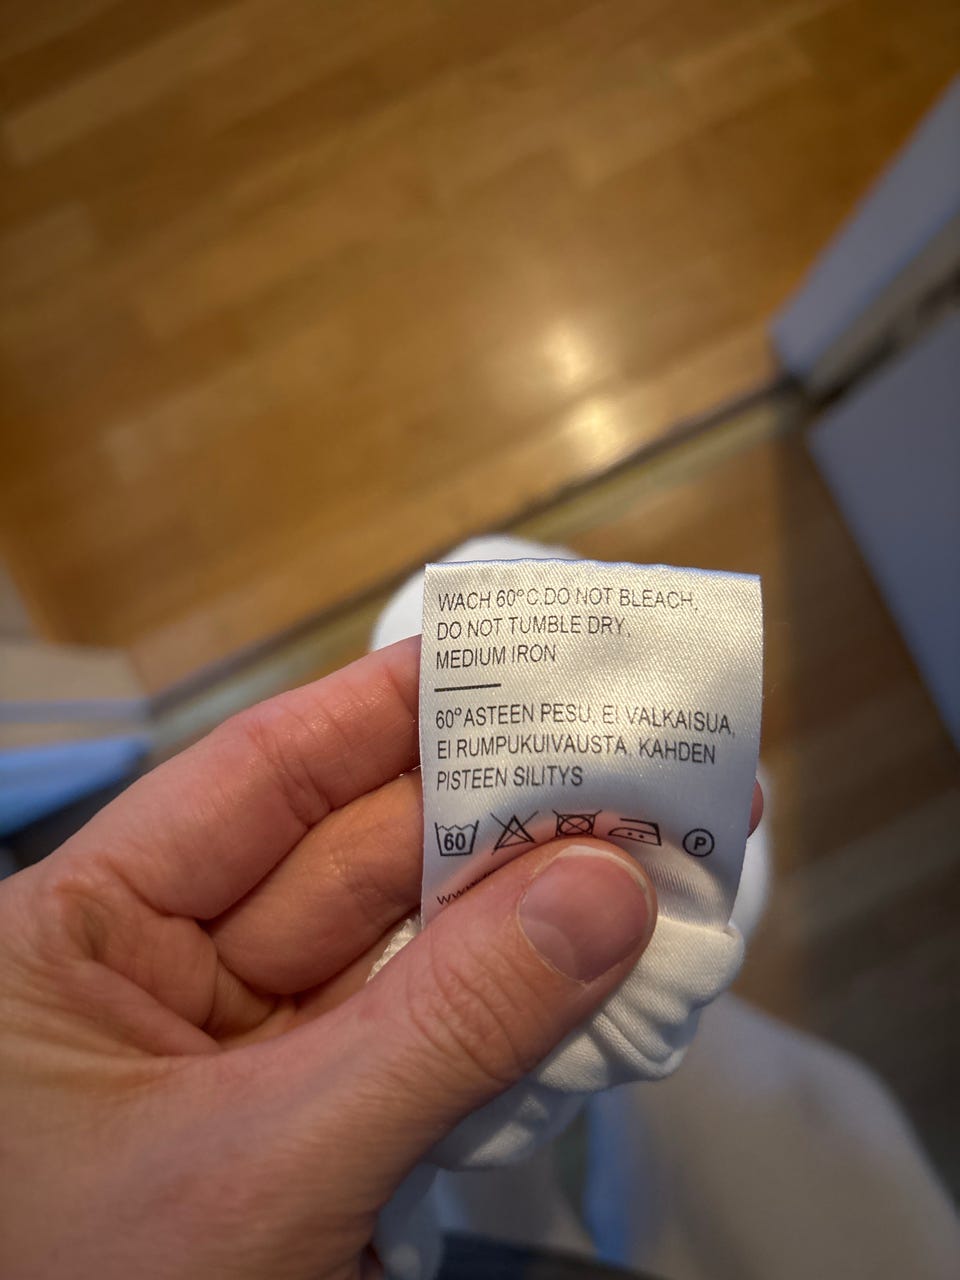 WACH 60°C.DO NOT BLEACH,
DO NOT TUMBLE DRY,
MEDIUM IRON
60°ASTEEN PESU, EI VALKAISUA,
EI RUMPUKUIVAUSTA, KAHDEN
PISTEEN SILITYS
60 P